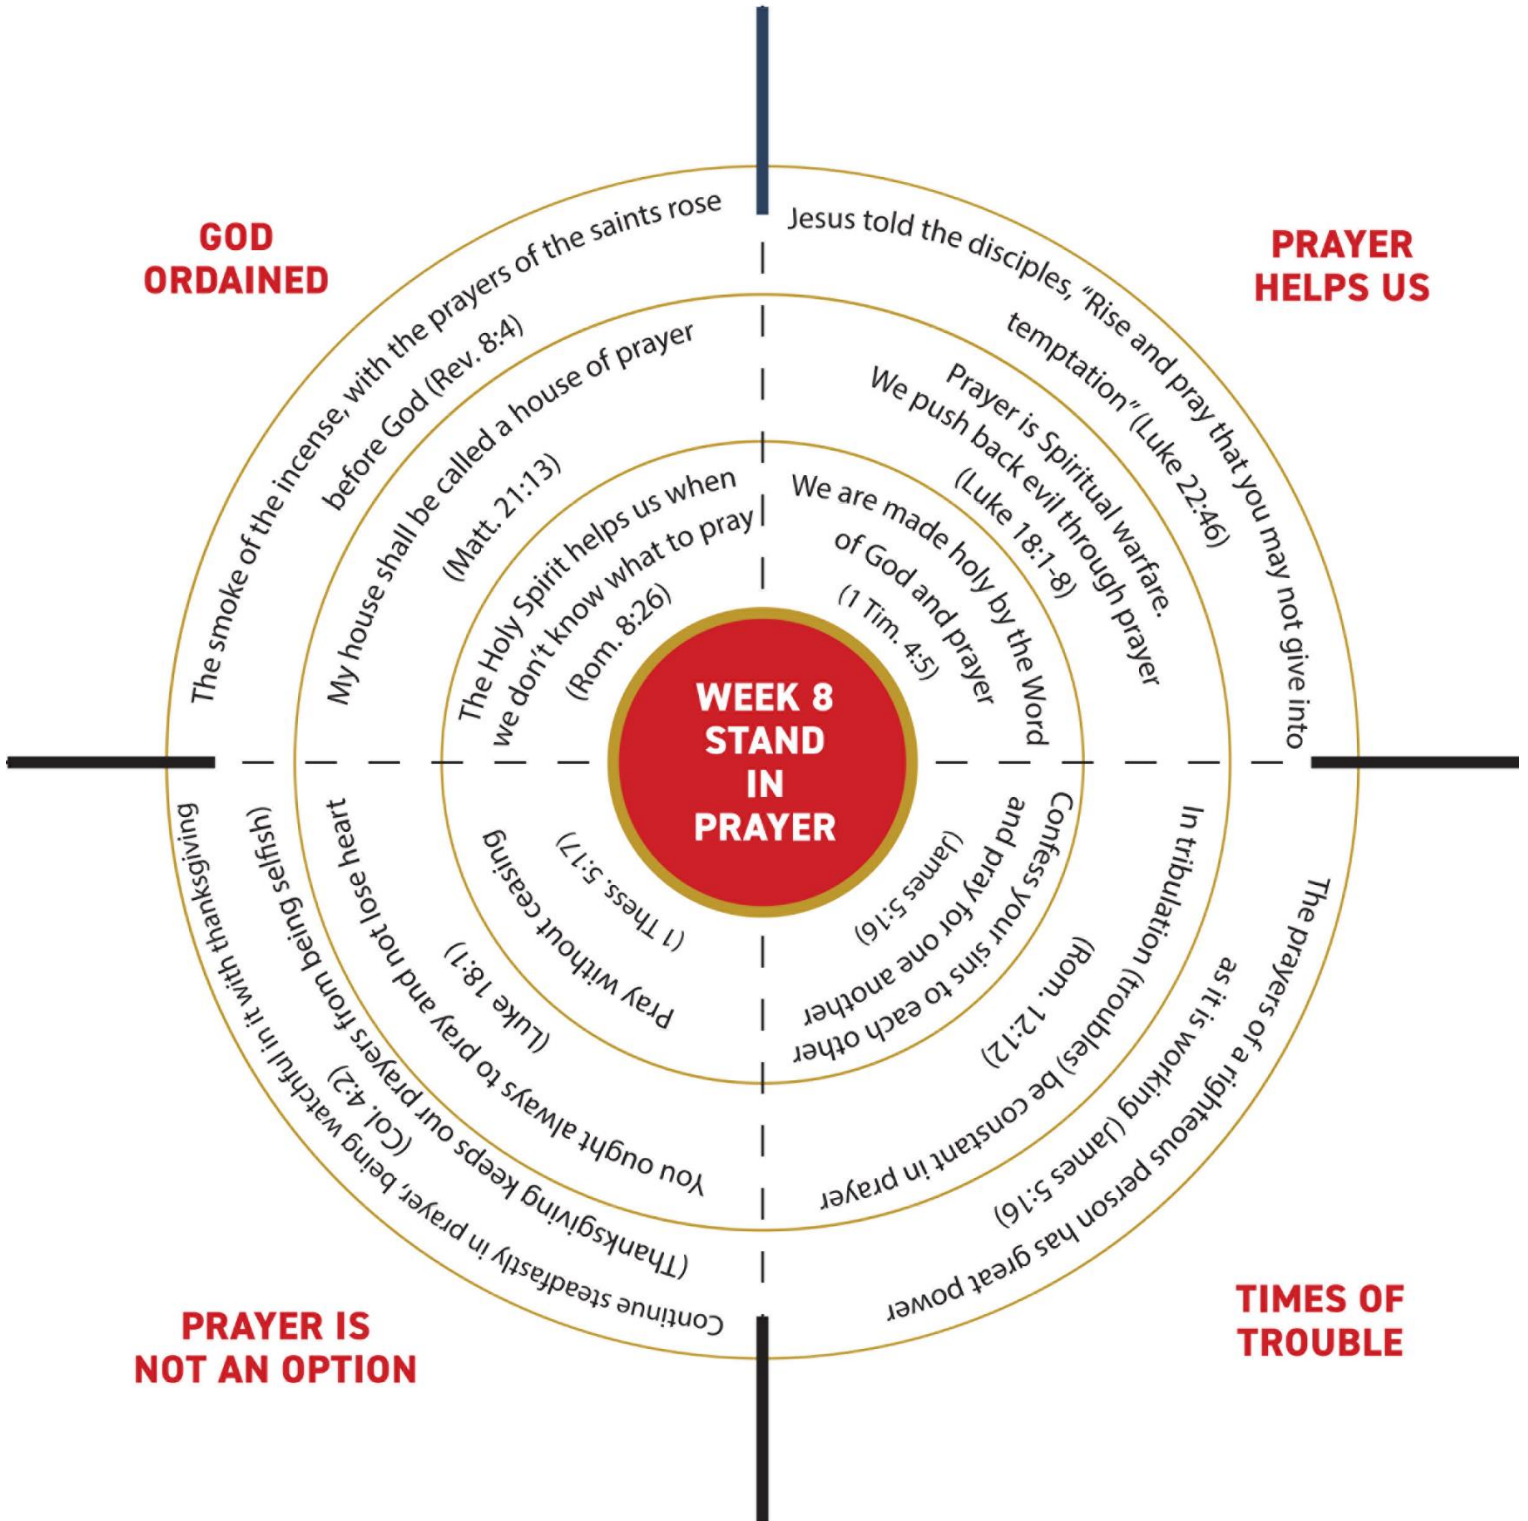 GOD
ORDAINED
The smoke of the incense, with the prayers of the saints rose
before God (Rev. 8:4)
My house shall be called a house of prayer
(Matt. 21:13)
The Holy Spirit helps us when
we don't know what to pray
(Rom. 8:26)
PRAYER
HELPS US
Jesus told the disciples, “Rise and pray that you may not give into
temptation” (Luke 22:46)
Prayer is Spiritual warfare.
We push back evil through prayer
(Luke 18:1-8)
We are made holy by the Word
of God and prayer
(1 Tim. 4:5)
WEEK 8
STAND
IN
PRAYER
TIMES OF
TROUBLE
The prayers of a righteous person has great power
as it is working (James 5:16)
In tribulation (troubles) be constant in prayer
(Rom. 12:12)
Confess your sins to each other
and pray for one another
(James 5:16)
PRAYER IS
NOT AN OPTION
Continue steadfastly in prayer, being watchful in it with thanksgiving
(Col. 4:2)
(Thanksgiving keeps our prayers from being selfish)
You ought always to pray and not lose heart
(Luke 18:1)
Pray without ceasing
(1 Thess. 5:17)